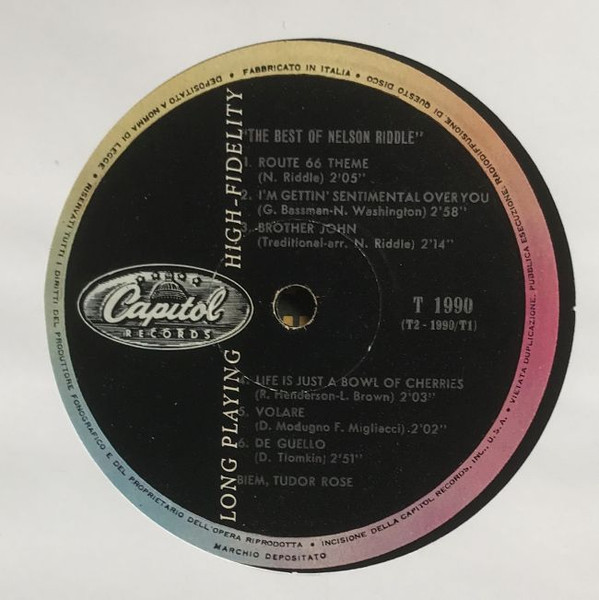 FABBRICATO IN ITALIA • RADIODIFFUSIONE DI QUESTO DISCO
VIETATA DUPLICAZIONE, PUBBLICA ESECUZIONE,
INCISIONE DELLA CAPITOL RECORDS, INC., U.S.A. •
MARCHIO DEPOSITATO
RISERVATI TUTTI I DIRITTI DEL PRODUTTORE FONOGRAFICO E DEL PROPRIETARIO DELL'OPERA RIPRODOTTA •
DEPOSITATO A NORMA DI LEGGE •
LONG PLAYING HIGH-FIDELITY
"THE BEST OF NELSON RIDDLE"
1. ROUTE 66 THEME
(N. Riddle) 2'05"
2. I'M GETTIN' SENTIMENTAL OVER YOU
(G. Bassman-N. Washington) 2'58"
3. BROTHER JOHN
(Traditional-arr. N. Riddle) 2'14"
Capitol
RECORDS
T 1990
(T2 - 1990/T1)
4. LIFE IS JUST A BOWL OF CHERRIES
(R. Henderson-L. Brown) 2'03"
5. VOLARE
(D. Modugno F. Migliacci) 2'02"
6. DE GUELLO
(D. Tiomkin) 2'51"
BIEM, TUDOR ROSE